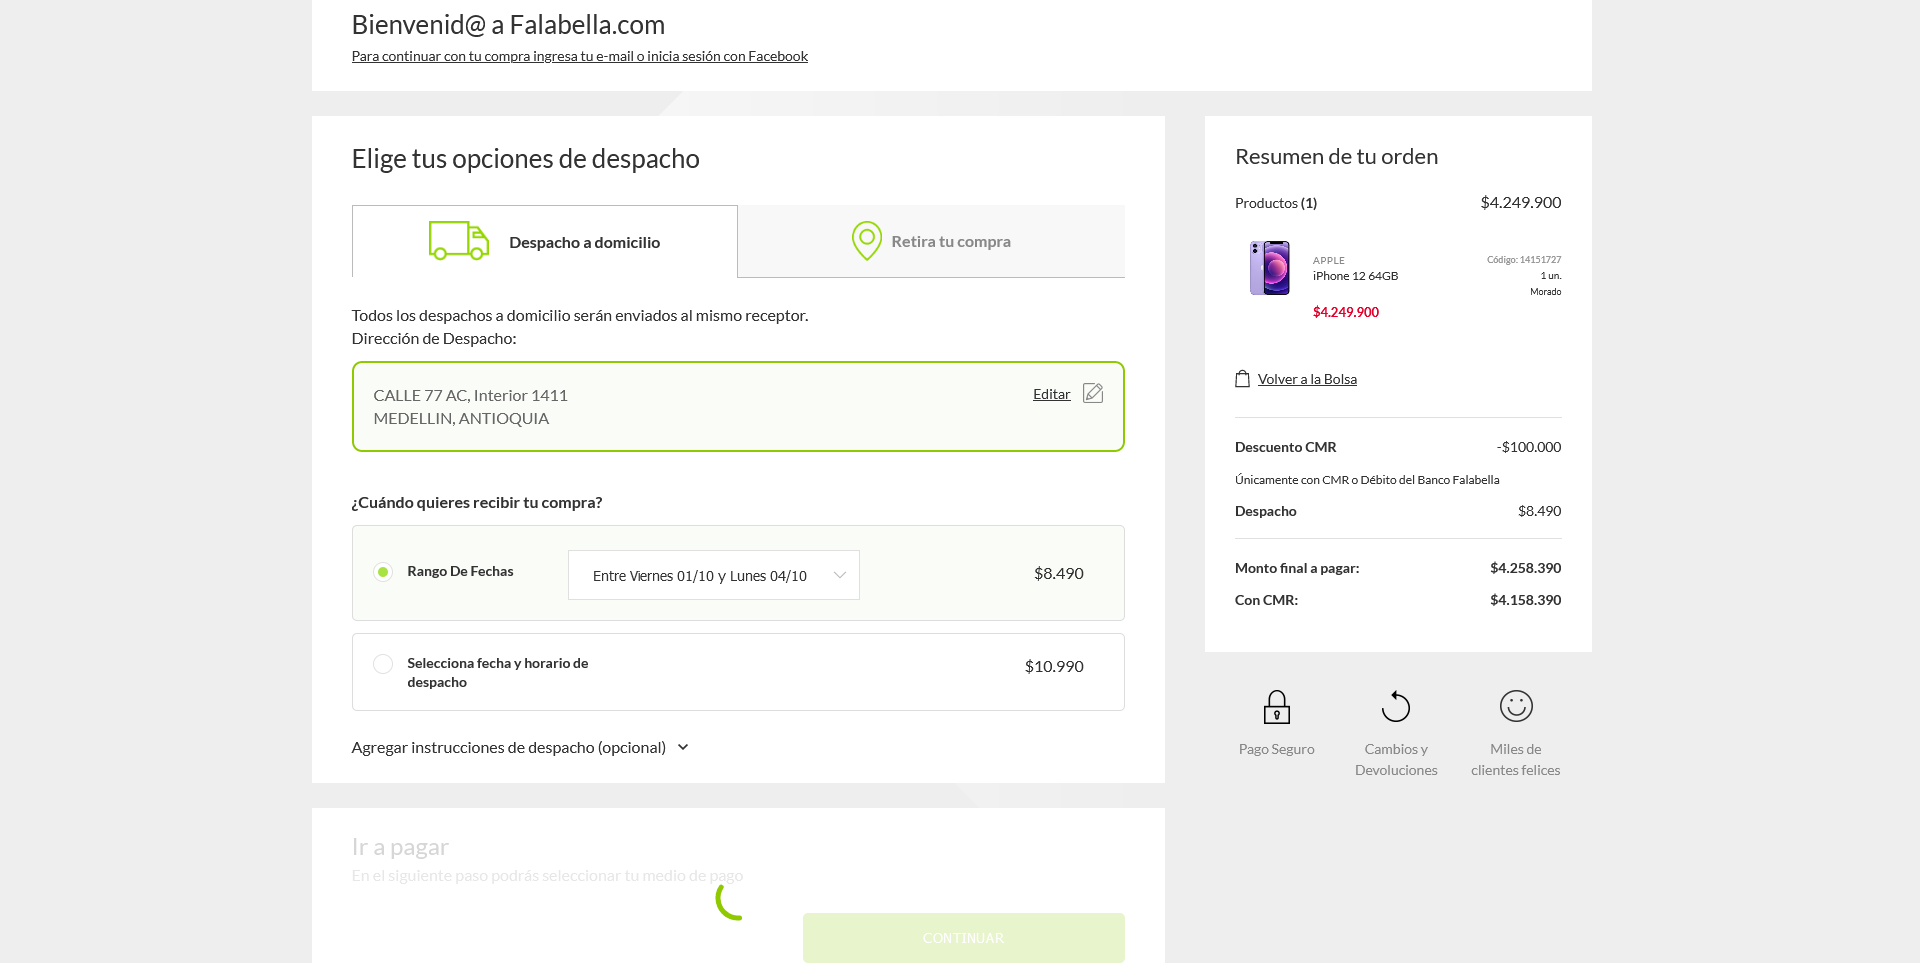 Bienvenid@ a Falabella.com
Para continuar con tu compra ingresa tu e-mail o inicia sesión con Facebook
Elige tus opciones de despacho
Despacho a domicilio
Retira tu compra
Todos los despachos a domicilio serán enviados al mismo receptor.
Dirección de Despacho:
CALLE 77 AC, Interior 1411
MEDELLIN, ANTIOQUIA
Editar
¿Cuándo quieres recibir tu compra?
Rango De Fechas
Entre Viernes 01/10 y Lunes 04/10
$8.490
Selecciona fecha y horario de
despacho
$10.990
Agregar instrucciones de despacho (opcional)
Ir a pagar
En el siguiente paso podrás seleccionar tu medio de pago
CONTINUAR
Resumen de tu orden
Productos (1)
$4.249.900
APPLE
iPhone 12 64GB
$4.249.900
Código: 14151727
1 un.
Morado
Volver a la Bolsa
Descuento CMR
-$100.000
Únicamente con CMR o Débito del Banco Falabella
Despacho
$8.490
Monto final a pagar:
$4.258.390
Con CMR:
$4.158.390
Pago Seguro
Cambios y
Devoluciones
Miles de
clientes felices